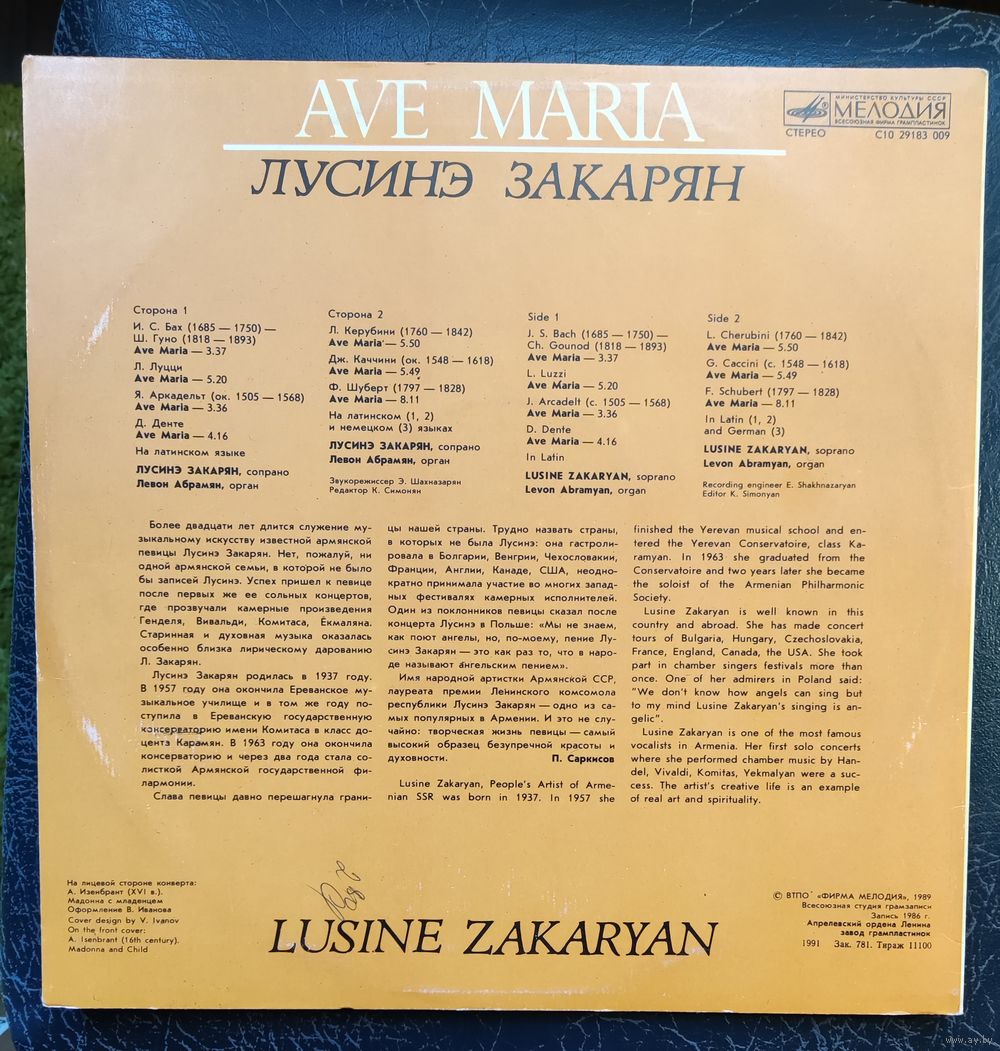 AVE MARIA
МИНИСТЕРСТВО КУЛЬТУРЫ СССР
МЕЛОДИЯ
ВСЕСОЮЗНАЯ ФИРМА ГРАМПЛАСТИНОК
СТЕРЕО С10 29183 009
ЛУСИНЭ ЗАКАРЯН
Сторона 1
И. С. Бах (1685 — 1750) —
Ш. Гуно (1818 — 1893)
Ave Maria — 3.37
Л. Луцци
Ave Maria — 5.20
Я. Аркадельт (ок. 1505 — 1568)
Ave Maria — 3.36
Д. Денте
Ave Maria — 4.16
На латинском языке
ЛУСИНЭ ЗАКАРЯН, сопрано
Левон Абрамян, орган
Сторона 2
Л. Керубини (1760 — 1842)
Ave Maria — 5.50
Дж. Каччини (ок. 1548 — 1618)
Ave Maria — 5.49
Ф. Шуберт (1797 — 1828)
Ave Maria — 8.11
На латинском (1, 2)
и немецком (3) языках
ЛУСИНЭ ЗАКАРЯН, сопрано
Левон Абрамян, орган
Звукорежиссер Э. Шахназарян
Редактор К. Симонян
Side 1
J. S. Bach (1685 — 1750) —
Ch. Gounod (1818 — 1893)
Ave Maria — 3.37
L. Luzzi
Ave Maria — 5.20
J. Arcadelt (c. 1505 — 1568)
Ave Maria — 3.36
D. Dente
Ave Maria — 4.16
In Latin
LUSINE ZAKARYAN, soprano
Levon Abramyan, organ
Side 2
L. Cherubini (1760 — 1842)
Ave Maria — 5.50
G. Caccini (c. 1548 — 1618)
Ave Maria — 5.49
F. Schubert (1797 — 1828)
Ave Maria — 8.11
In Latin (1, 2)
and German (3)
LUSINE ZAKARYAN, soprano
Levon Abramyan, organ
Recording engineer E. Shakhnazaryan
Editor K. Simonyan
Более двадцати лет длится служение му-
зыкальному искусству известной армянской
певицы Лусинэ Закарян. Нет, пожалуй, ни
одной армянской семьи, в которой не было
бы записей Лусинэ. Успех пришел к певице
после первых же ее сольных концертов,
где прозвучали камерные произведения
Генделя, Вивальди, Комитаса, Екмаляна.
Старинная и духовная музыка оказалась
особенно близка лирическому дарованию
Л. Закарян.
Лусинэ Закарян родилась в 1937 году.
В 1957 году она окончила Ереванское му-
зыкальное училище и в том же году по-
ступила в Ереванскую государственную
консерваторию имени Комитаса в класс до-
цента Карамян. В 1963 году она окончила
консерваторию и через два года стала со-
листкой Армянской государственной фи-
лармонии.
Слава певицы давно перешагнула грани-
цы нашей страны. Трудно назвать страны,
в которых не была Лусинэ: она гастроли-
ровала в Болгарии, Венгрии, Чехословакии,
Франции, Англии, Канаде, США, неодно-
кратно принимала участие во многих запад-
ных фестивалях камерных исполнителей.
Один из поклонников певицы сказал после
концерта Лусинэ в Польше: «Мы не знаем,
как поют ангелы, но, по-моему, пение Лу-
синэ Закарян — это как раз то, что в наро-
де называют ангельским пением».
Имя народной артистки Армянской ССР,
лауреата премии Ленинского комсомола
республики Лусинэ Закарян — одно из са-
мых популярных в Армении. И это не слу-
чайно: творческая жизнь певицы — самый
высокий образец безупречной красоты и
духовности. П. Саркисов
Lusine Zakaryan, People's Artist of Arme-
nian SSR was born in 1937. In 1957 she
finished the Yerevan musical school and en-
tered the Yerevan Conservatoire, class Ka-
ramyan. In 1963 she graduated from the
Conservatoire and two years later she became
the soloist of the Armenian Philharmonic
Society.
Lusine Zakaryan is well known in this
country and abroad. She has made concert
tours of Bulgaria, Hungary, Czechoslovakia,
France, England, Canada, the USA. She took
part in chamber singers festivals more than
once. One of her admirers in Poland said:
"We don't know how angels can sing but
to my mind Lusine Zakaryan's singing is an-
gelic".
Lusine Zakaryan is one of the most famous
vocalists in Armenia. Her first solo concerts
where she performed chamber music by Han-
del, Vivaldi, Komitas, Yekmalyan were a suc-
cess. The artist's creative life is an example
of real art and spirituality.
На лицевой стороне конверта:
А. Изенбрант (XVI в.).
Мадонна с младенцем
Оформление В. Иванова
Cover design by V. Ivanov
On the front cover:
A. Isenbrant (16th century).
Madonna and Child
LUSINE ZAKARYAN
© ВТПО «ФИРМА МЕЛОДИЯ», 1989
Всесоюзная студия грамзаписи
Запись 1986 г.
Апрелевский ордена Ленина
завод грампластинок
1991 Зак. 781. Тираж 11100
www.ay.by